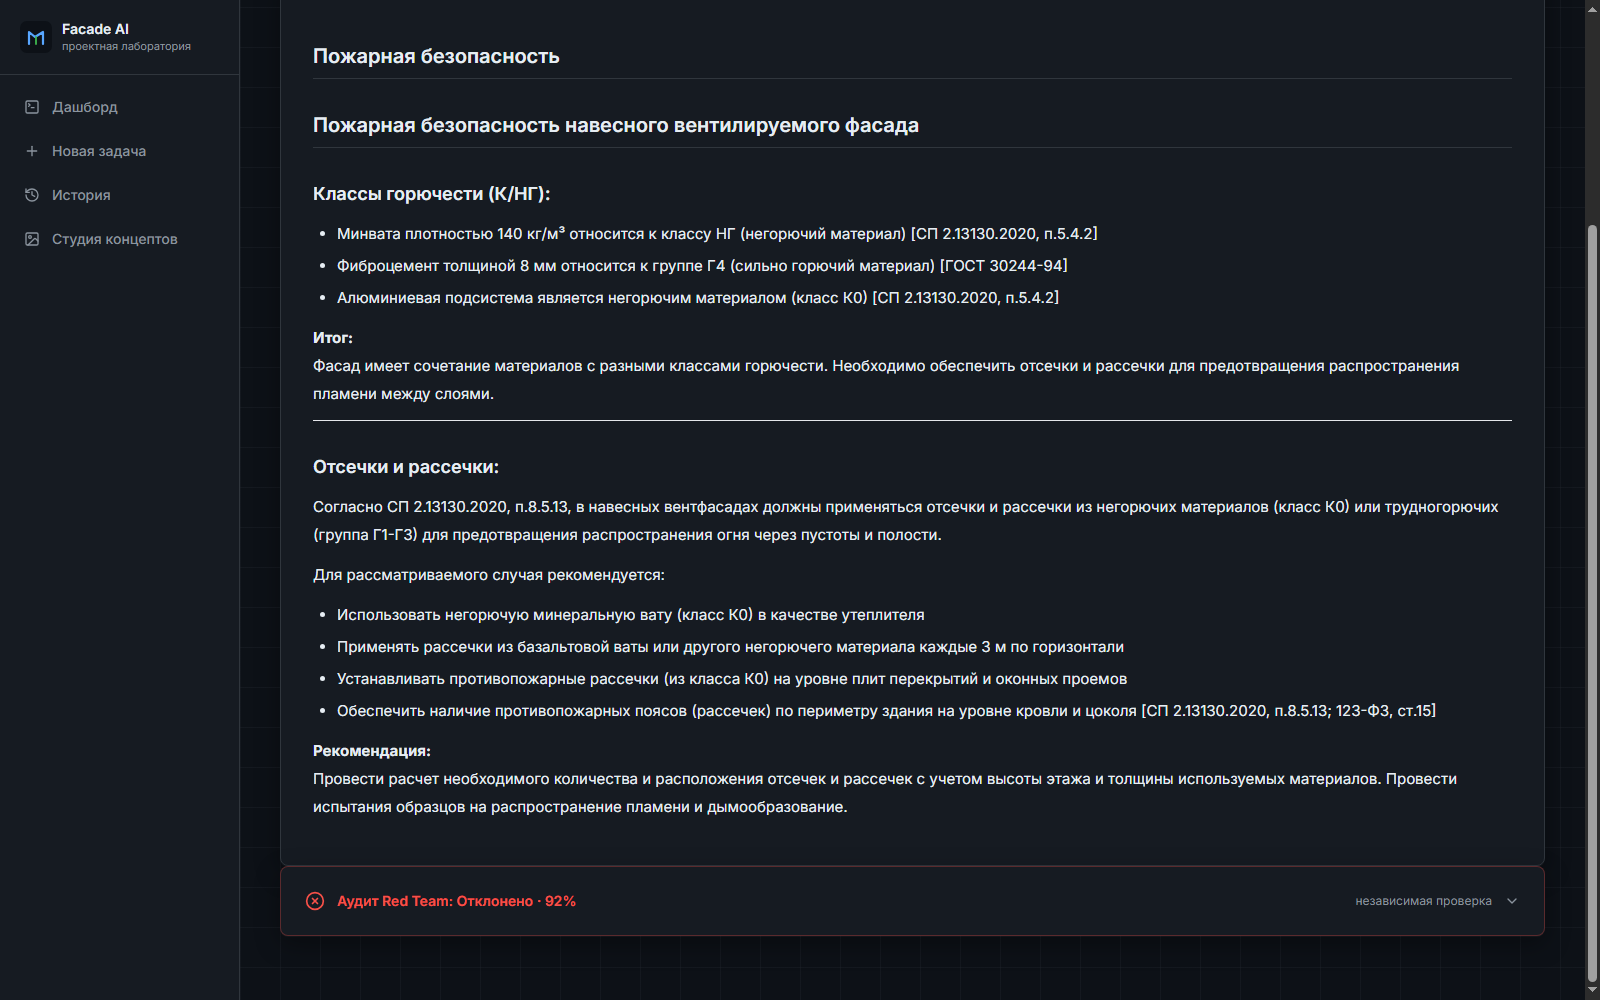 Facade AI
проектная лаборатория
Дашборд
Новая задача
История
Студия концептов
Пожарная безопасность
Пожарная безопасность навесного вентилируемого фасада
Классы горючести (К/НГ):
• Минвата плотностью 140 кг/м³ относится к классу НГ (негорючий материал) [СП 2.13130.2020, п.5.4.2]
• Фиброцемент толщиной 8 мм относится к группе Г4 (сильно горючий материал) [ГОСТ 30244-94]
• Алюминиевая подсистема является негорючим материалом (класс К0) [СП 2.13130.2020, п.5.4.2]
Итог:
Фасад имеет сочетание материалов с разными классами горючести. Необходимо обеспечить отсечки и рассечки для предотвращения распространения
пламени между слоями.
Отсечки и рассечки:
Согласно СП 2.13130.2020, п.8.5.13, в навесных вентфасадах должны применяться отсечки и рассечки из негорючих материалов (класс К0) или трудногорючих
(группа Г1-Г3) для предотвращения распространения огня через пустоты и полости.
Для рассматриваемого случая рекомендуется:
• Использовать негорючую минеральную вату (класс К0) в качестве утеплителя
• Применять рассечки из базальтовой ваты или другого негорючего материала каждые 3 м по горизонтали
• Устанавливать противопожарные рассечки (из класса К0) на уровне плит перекрытий и оконных проемов
• Обеспечить наличие противопожарных поясов (рассечек) по периметру здания на уровне кровли и цоколя [СП 2.13130.2020, п.8.5.13; 123-ФЗ, ст.15]
Рекомендация:
Провести расчет необходимого количества и расположения отсечек и рассечек с учетом высоты этажа и толщины используемых материалов. Провести
испытания образцов на распространение пламени и дымообразование.
Аудит Red Team: Отклонено · 92%
независимая проверка